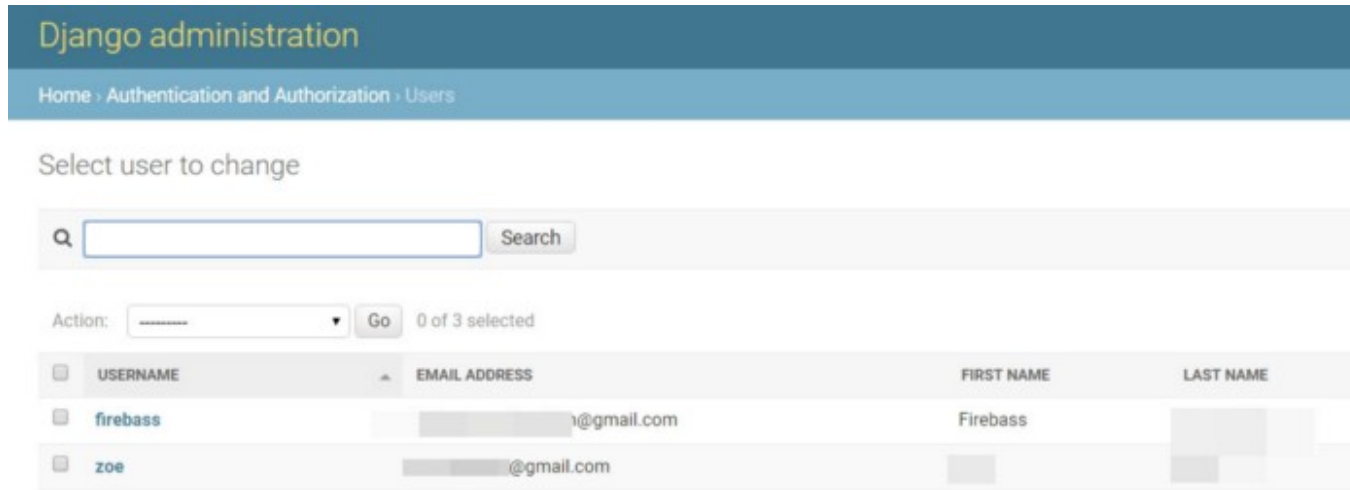 Django administration
Home › Authentication and Authorization › Users
Select user to change
Search
Action: --------- Go 0 of 3 selected
USERNAME EMAIL ADDRESS FIRST NAME LAST NAME
firebass @gmail.com Firebass
zoe @gmail.com